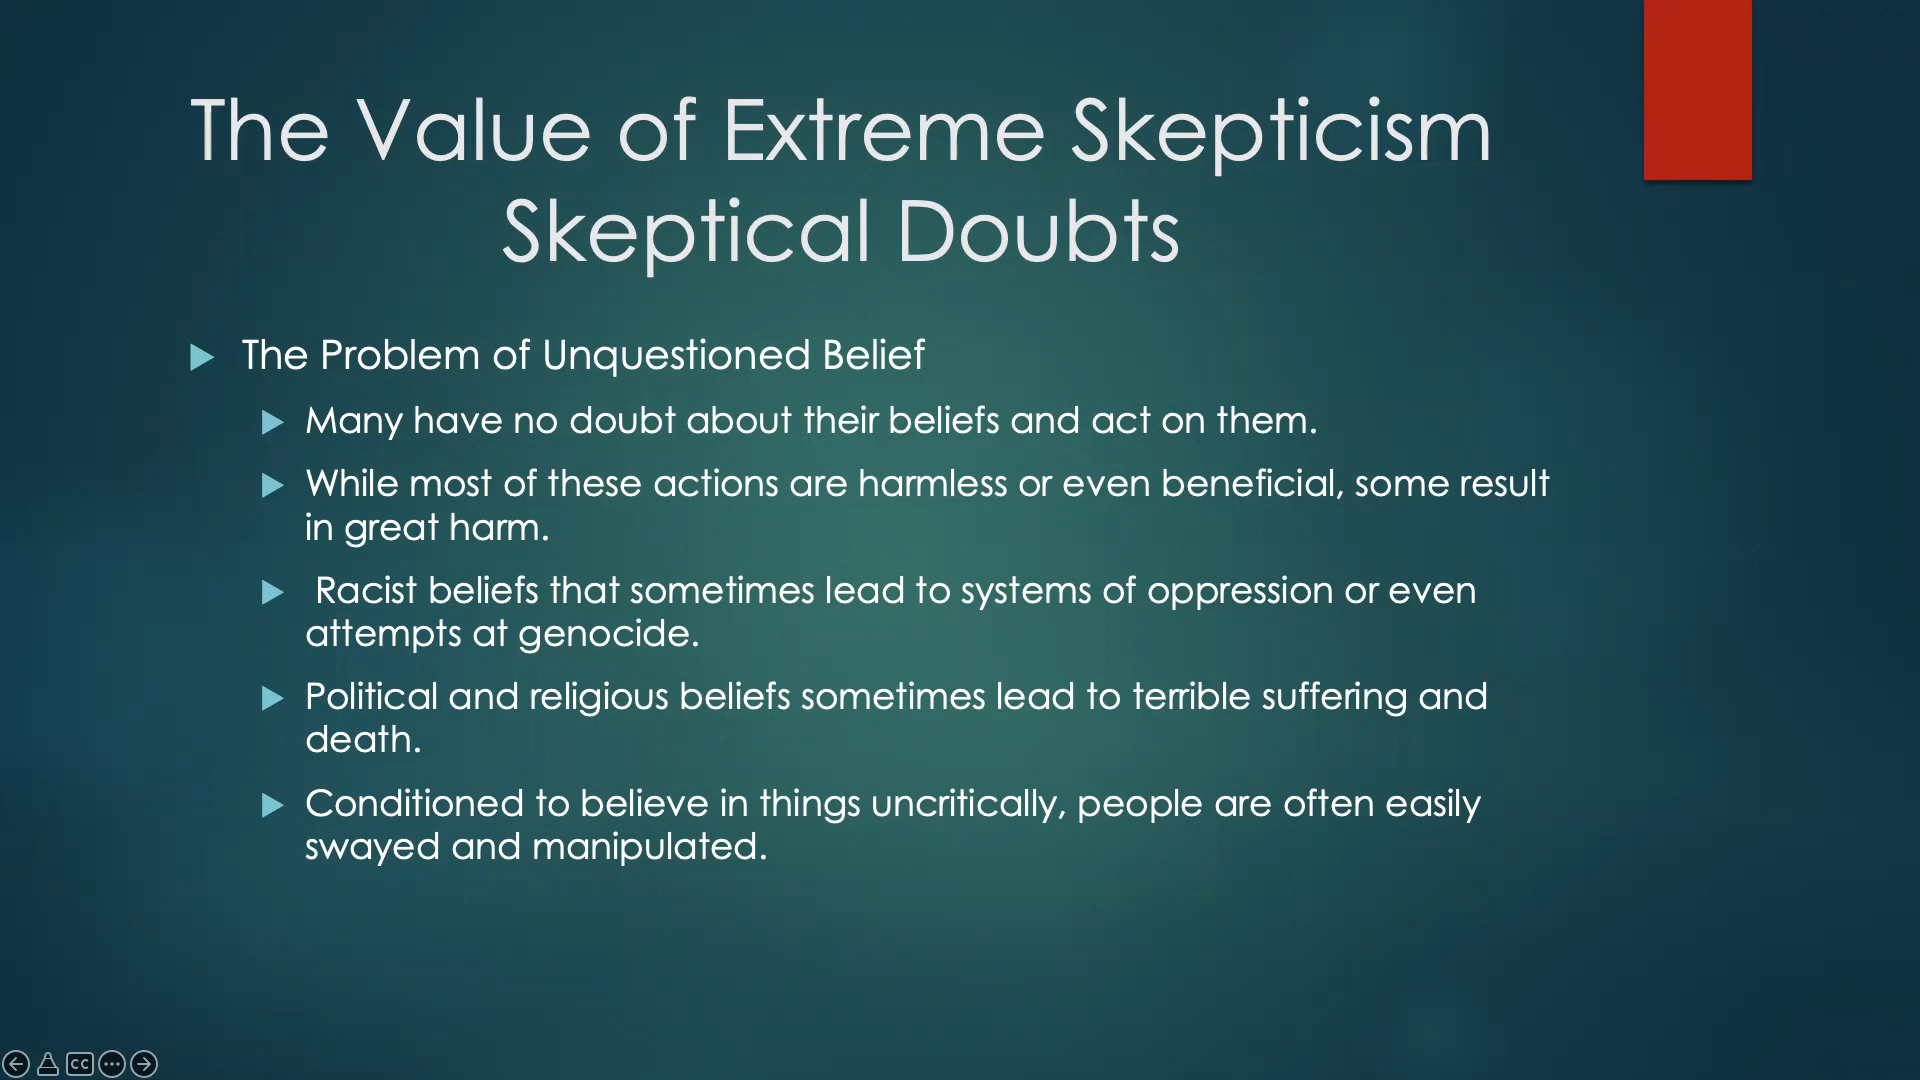 The Value of Extreme Skepticism
Skeptical Doubts
The Problem of Unquestioned Belief
Many have no doubt about their beliefs and act on them.
While most of these actions are harmless or even beneficial, some result
in great harm.
Racist beliefs that sometimes lead to systems of oppression or even
attempts at genocide.
Political and religious beliefs sometimes lead to terrible suffering and
death.
Conditioned to believe in things uncritically, people are often easily
swayed and manipulated.
CC